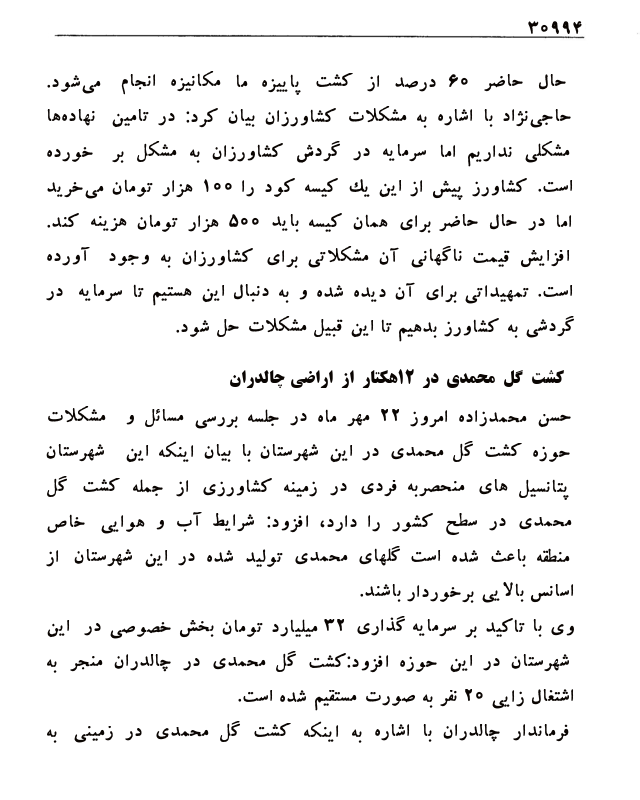 ۳۰۹۹۴
حال حاضر ۶۰ درصد از کشت پاییزه ما مکانیزه انجام می‌شود.
حاجی‌نژاد با اشاره به مشکلات کشاورزان بیان کرد: در تامین نهاده‌ها
مشکلی نداریم اما سرمایه در گردش کشاورزان به مشکل بر خورده
است. کشاورز پیش از این یك کیسه کود را ۱۰۰ هزار تومان می‌خرید
اما در حال حاضر برای همان کیسه باید ۵۰۰ هزار تومان هزینه کند.
افزایش قیمت ناگهانی آن مشکلاتی برای کشاورزان به وجود آورده
است. تمهیداتی برای آن دیده شده و به دنبال این هستیم تا سرمایه در
گردشی به کشاورز بدهیم تا این قبیل مشکلات حل شود.
کشت گل محمدی در ۱۲هکتار از اراضی چالدران
حسن محمدزاده امروز ۲۲ مهر ماه در جلسه بررسی مسائل و مشکلات
حوزه کشت گل محمدی در این شهرستان با بیان اینکه این شهرستان
پتانسیل های منحصربه فردی در زمینه کشاورزی از جمله کشت گل
محمدی در سطح کشور را دارد، افزود: شرایط آب و هوایی خاص
منطقه باعث شده است گلهای محمدی تولید شده در این شهرستان از
اسانس بالایی برخوردار باشند.
وی با تاکید بر سرمایه گذاری ۳۲ میلیارد تومان بخش خصوصی در این
شهرستان در این حوزه افزود:کشت گل محمدی در چالدران منجر به
اشتغال زایی ۲۰ نفر به صورت مستقیم شده است.
فرماندار چالدران با اشاره به اینکه کشت گل محمدی در زمینی به